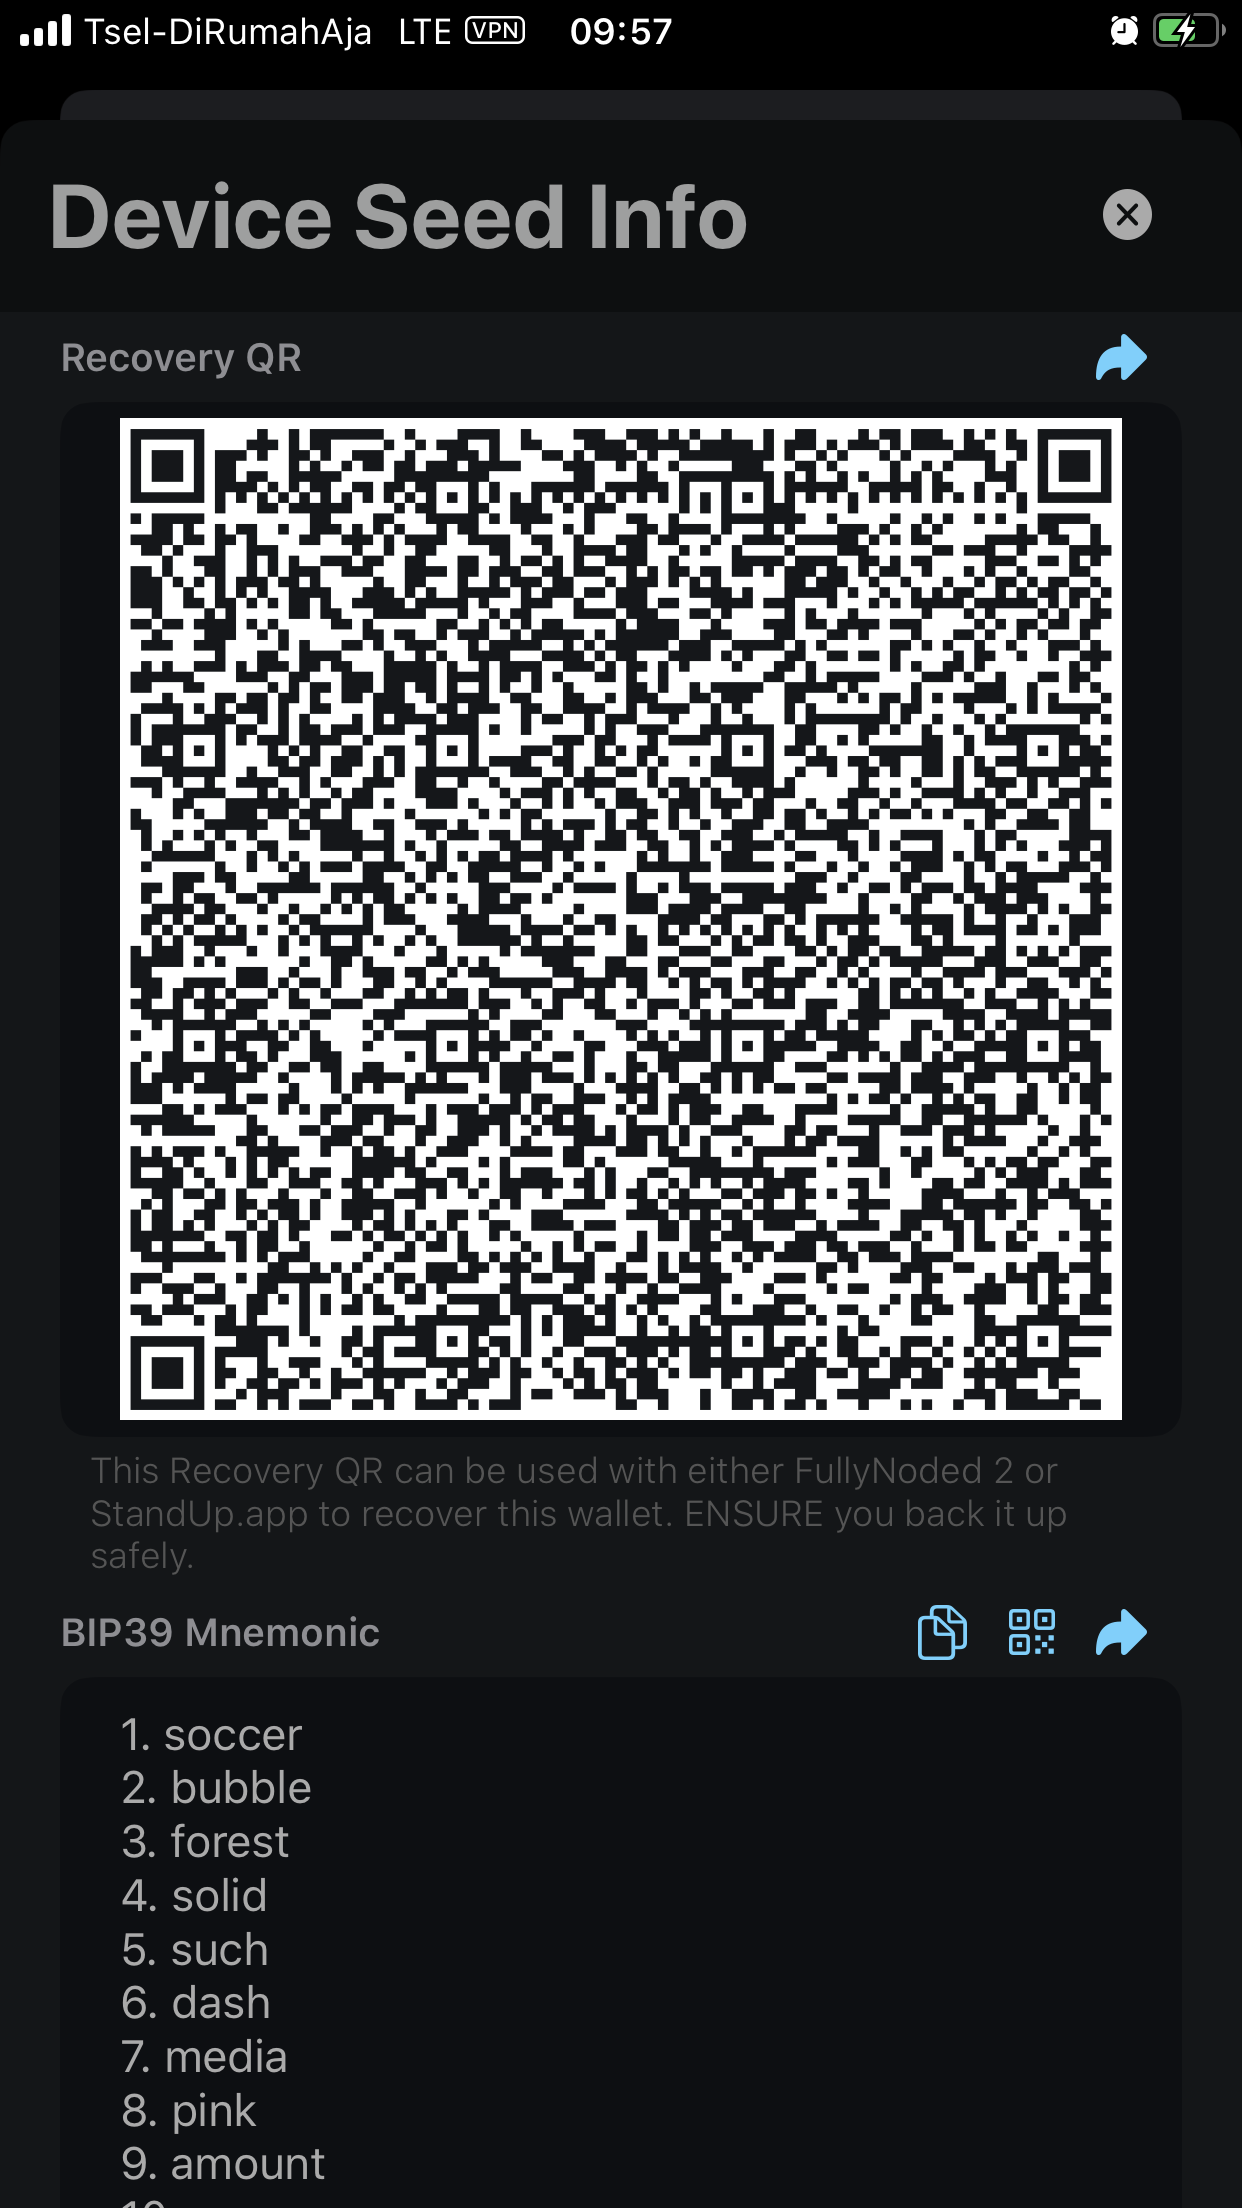 Tsel-DiRumahAja LTE VPN 09:57
Device Seed Info
Recovery QR
This Recovery QR can be used with either FullyNoded 2 or
StandUp.app to recover this wallet. ENSURE you back it up
safely.
BIP39 Mnemonic
1. soccer
2. bubble
3. forest
4. solid
5. such
6. dash
7. media
8. pink
9. amount